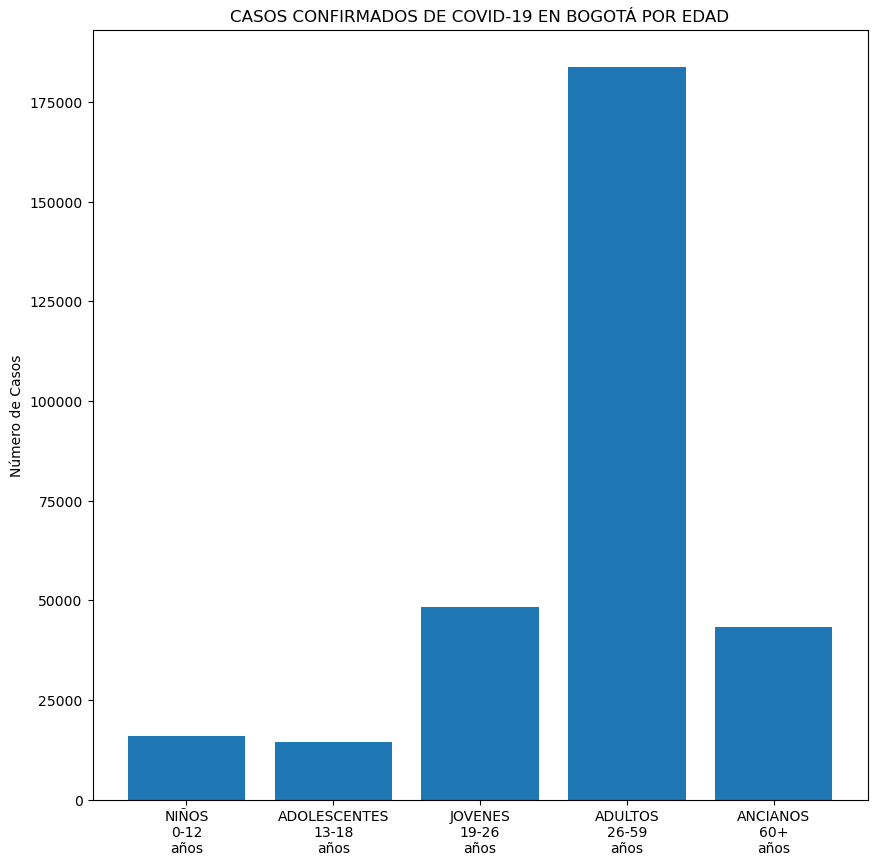 CASOS CONFIRMADOS DE COVID-19 EN BOGOTÁ POR EDAD
Número de Casos
175000
150000
125000
100000
75000
50000
25000
0
NIÑOS
0-12
años
ADOLESCENTES
13-18
años
JOVENES
19-26
años
ADULTOS
26-59
años
ANCIANOS
60+
años